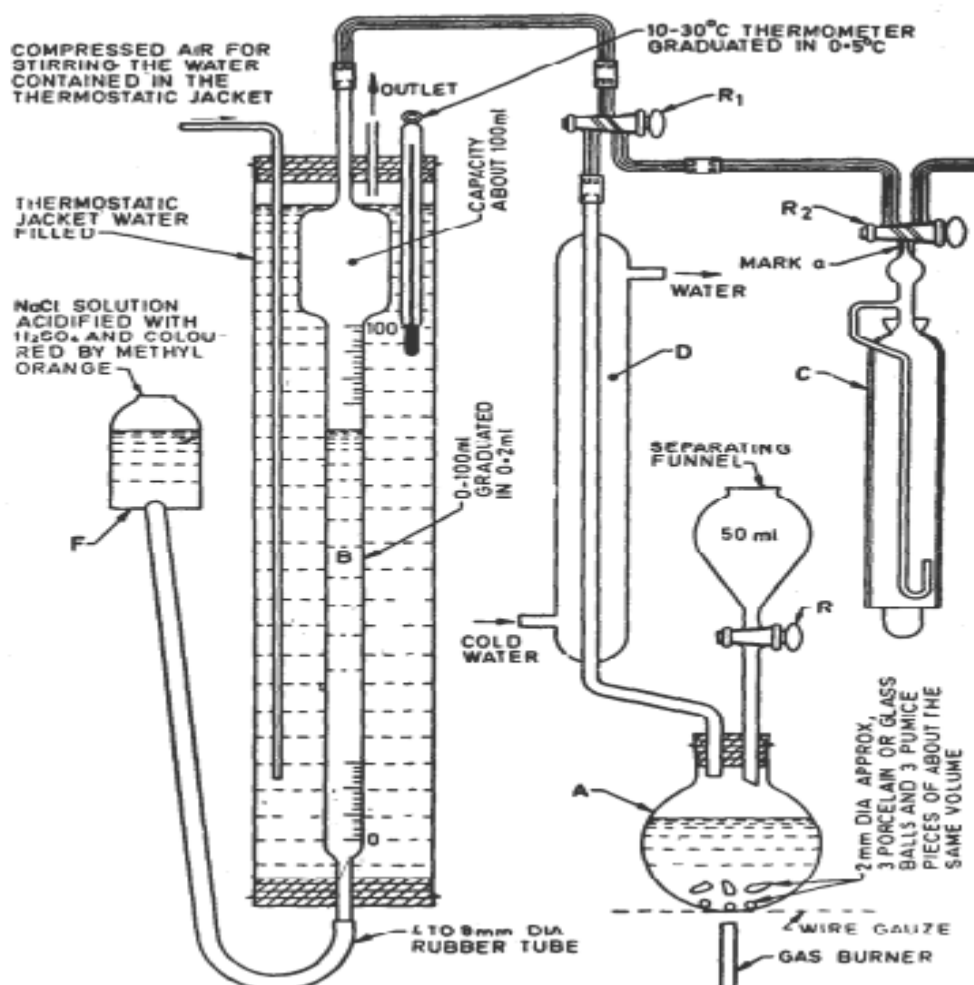 COMPRESSED AIR FOR
STIRRING THE WATER
CONTAINED IN THE
THERMOSTATIC JACKET
10-30°C THERMOMETER
GRADUATED IN 0·5°C
OUTLET
R1
CAPACITY
ABOUT 100ml
THERMOSTATIC
JACKET WATER
FILLED
R2
MARK a
WATER
NaCl SOLUTION
ACIDIFIED WITH
H₂SO₄ AND COLOU-
RED BY METHYL
ORANGE
100
D
C
0-100ml
GRADUATED
IN 0·2ml
SEPARATING
FUNNEL
50 ml
F
B
R
COLD
WATER
2mm DIA APPROX,
3 PORCELAIN OR GLASS
BALLS AND 3 PUMICE
PIECES OF ABOUT THE
SAME VOLUME
A
0
WIRE GAUZE
4 TO 8mm DIA
RUBBER TUBE
GAS BURNER